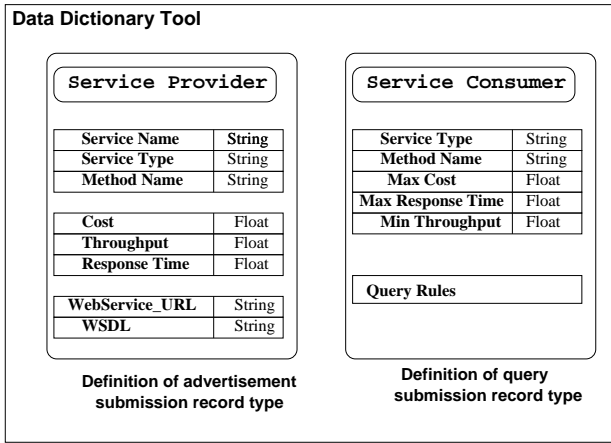 Data Dictionary Tool
Service Provider
Service Name String
Service Type String
Method Name String
Cost Float
Throughput Float
Response Time Float
WebService_URL String
WSDL String
Definition of advertisement
submission record type
Service Consumer
Service Type String
Method Name String
Max Cost Float
Max Response Time Float
Min Throughput Float
Query Rules
Definition of query
submission record type